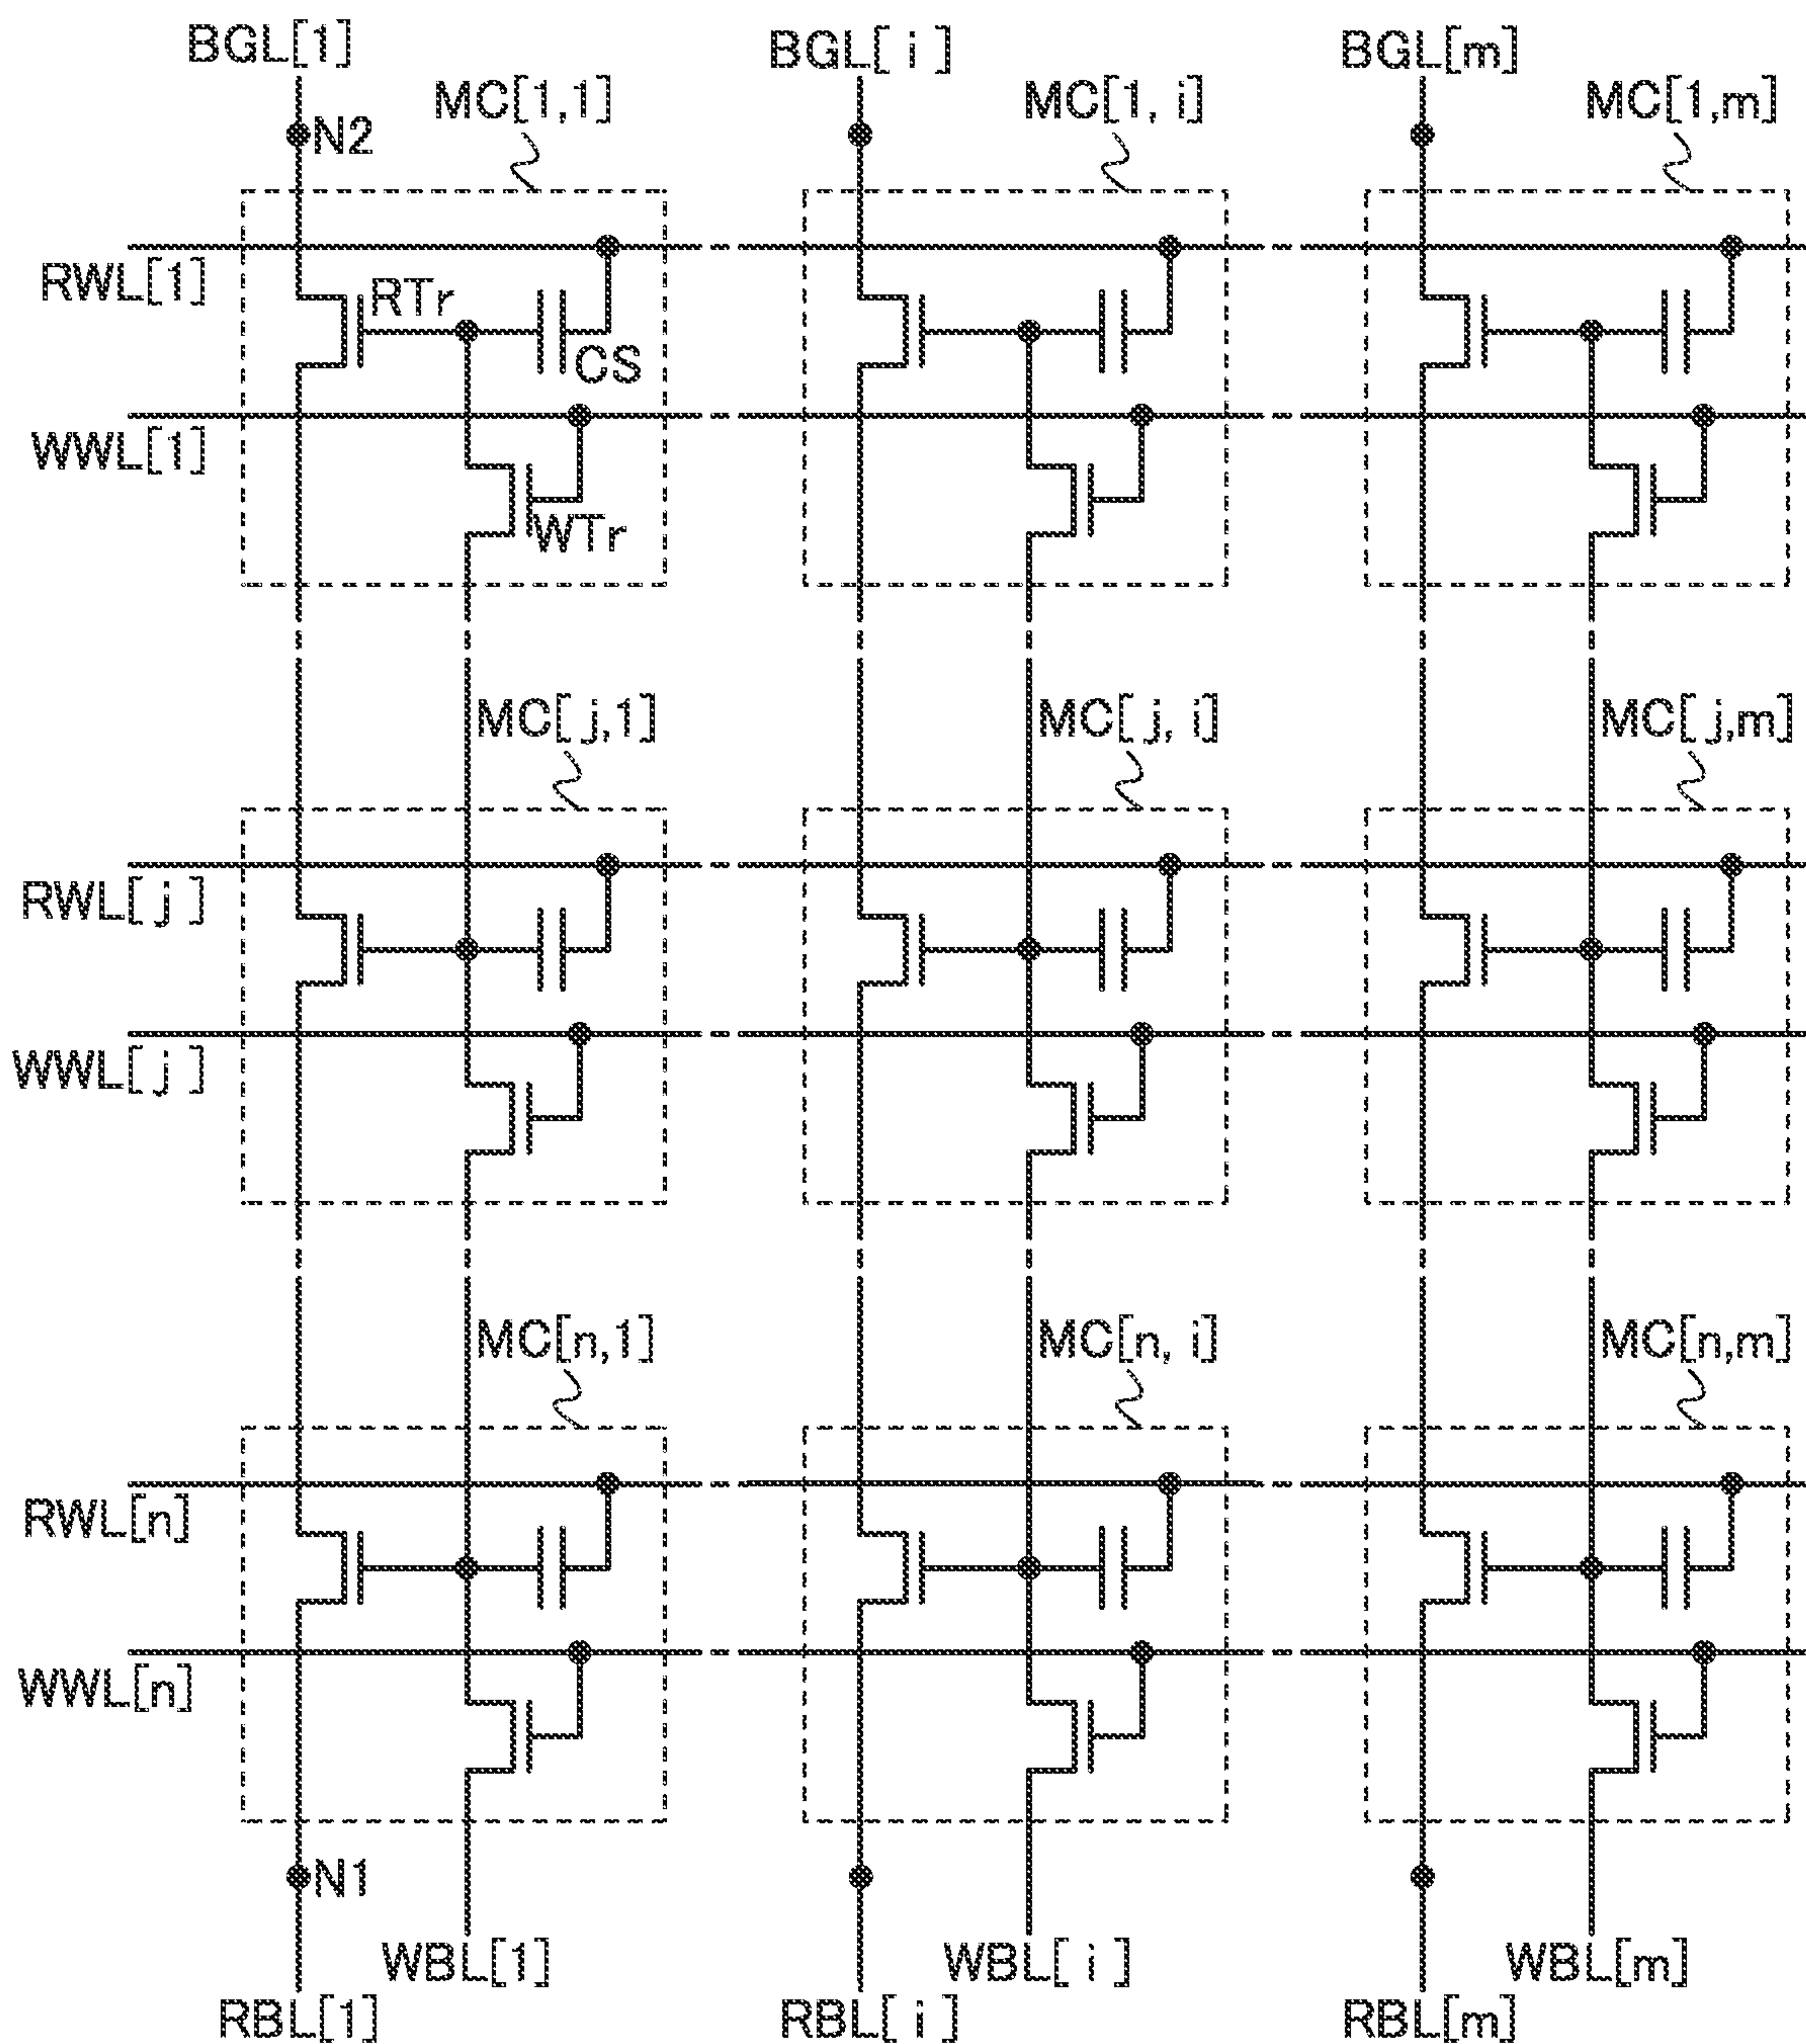 BGL[1] BGL[ i ] BGL[m]
MC[1,1] MC[1, i] MC[1,m]
N2
RWL[1]
RTr
CS
WWL[1]
WTr
MC[ j,1] MC[ j, i] MC[ j,m]
RWL[ j ]
WWL[ j ]
MC[n,1] MC[n, i] MC[n,m]
RWL[n]
WWL[n]
N1
WBL[1] WBL[ i ] WBL[m]
RBL[1] RBL[ i ] RBL[m]